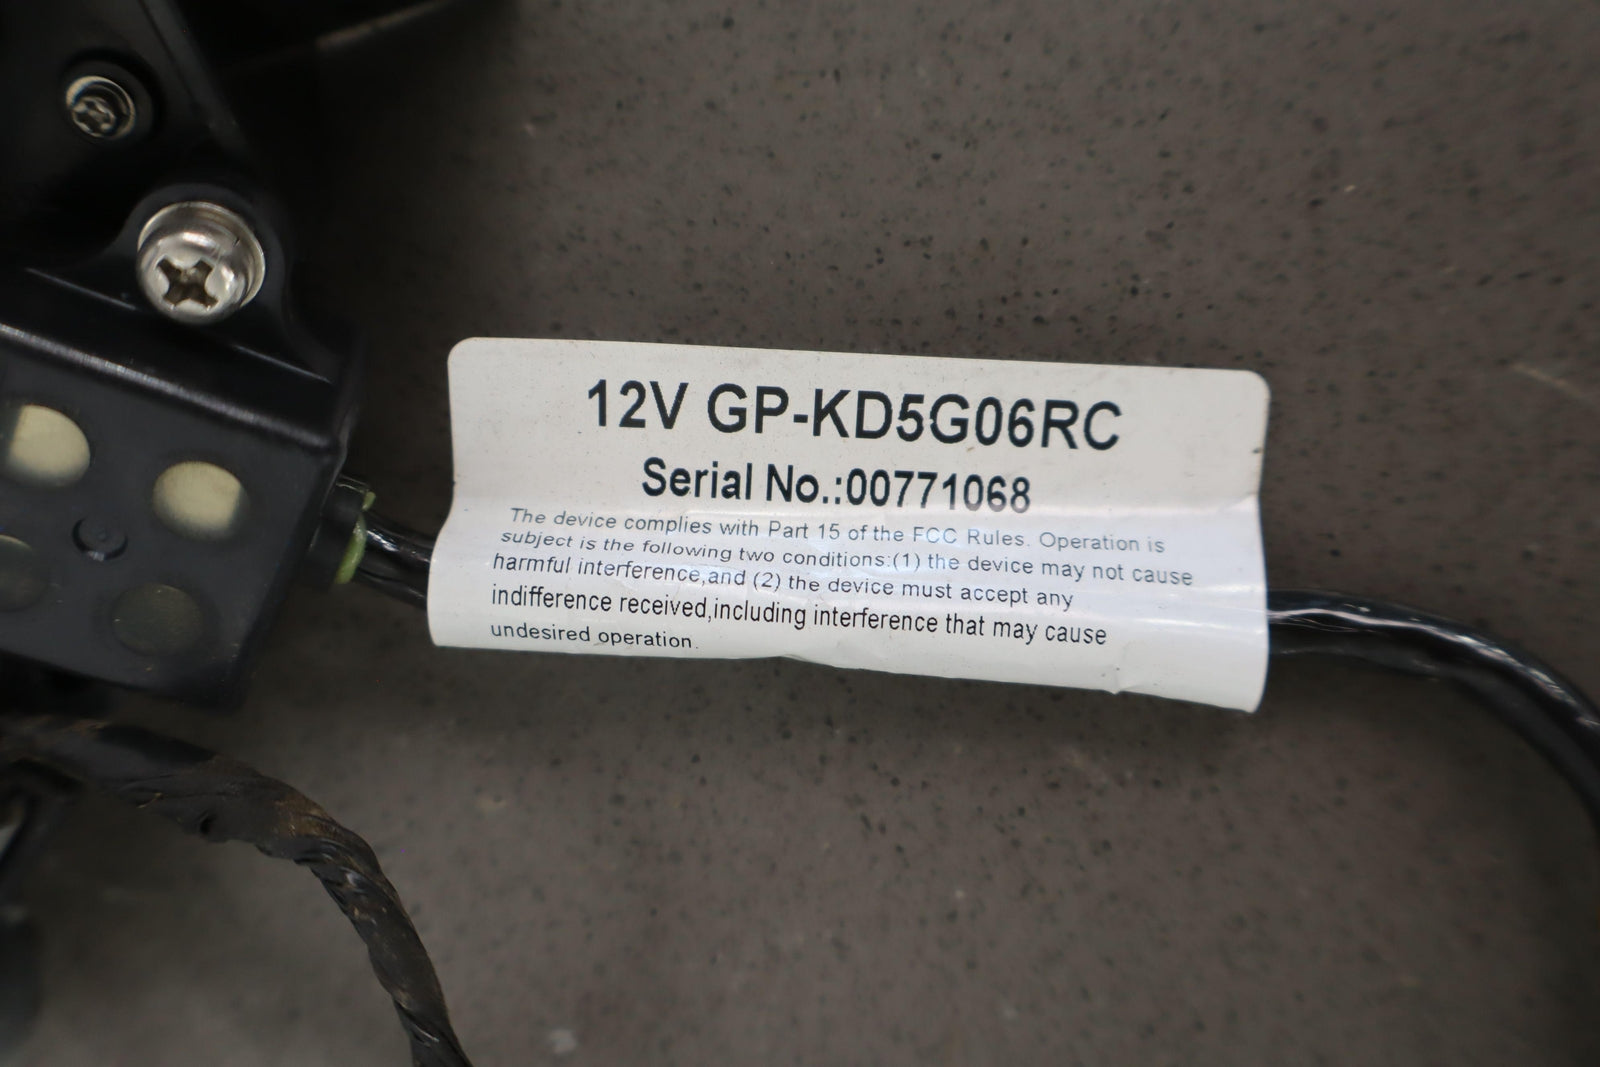 12V GP-KD5G06RC
Serial No.:00771068
The device complies with Part 15 of the FCC Rules. Operation is
subject is the following two conditions:(1) the device may not cause
harmful interference,and (2) the device must accept any
indifference received,including interference that may cause
undesired operation.